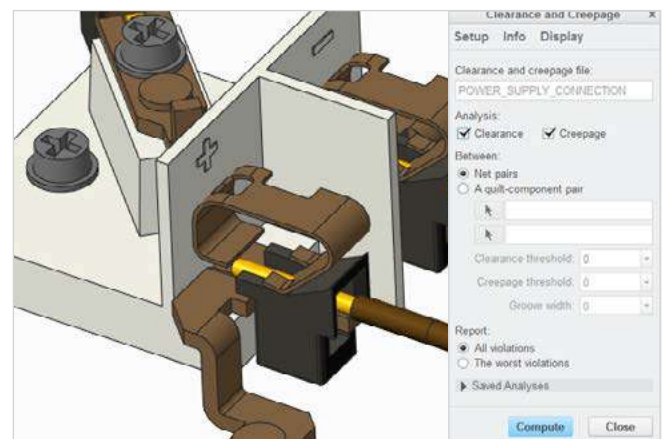 Clearance and Creepage x
Setup Info Display
Clearance and creepage file:
POWER_SUPPLY_CONNECTION
Analysis:
Clearance Creepage
Between:
Net pairs
A quilt-component pair
Clearance threshold: 0
Creepage threshold: 0
Groove width: 0
Report:
All violations
The worst violations
Saved Analyses
Compute Close